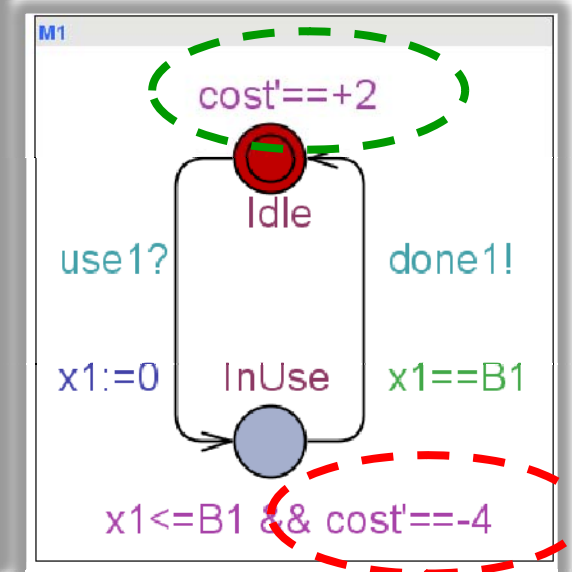 M1
cost'==+2
Idle
use1?
done1!
x1:=0
InUse
x1==B1
x1<=B1 && cost'==-4